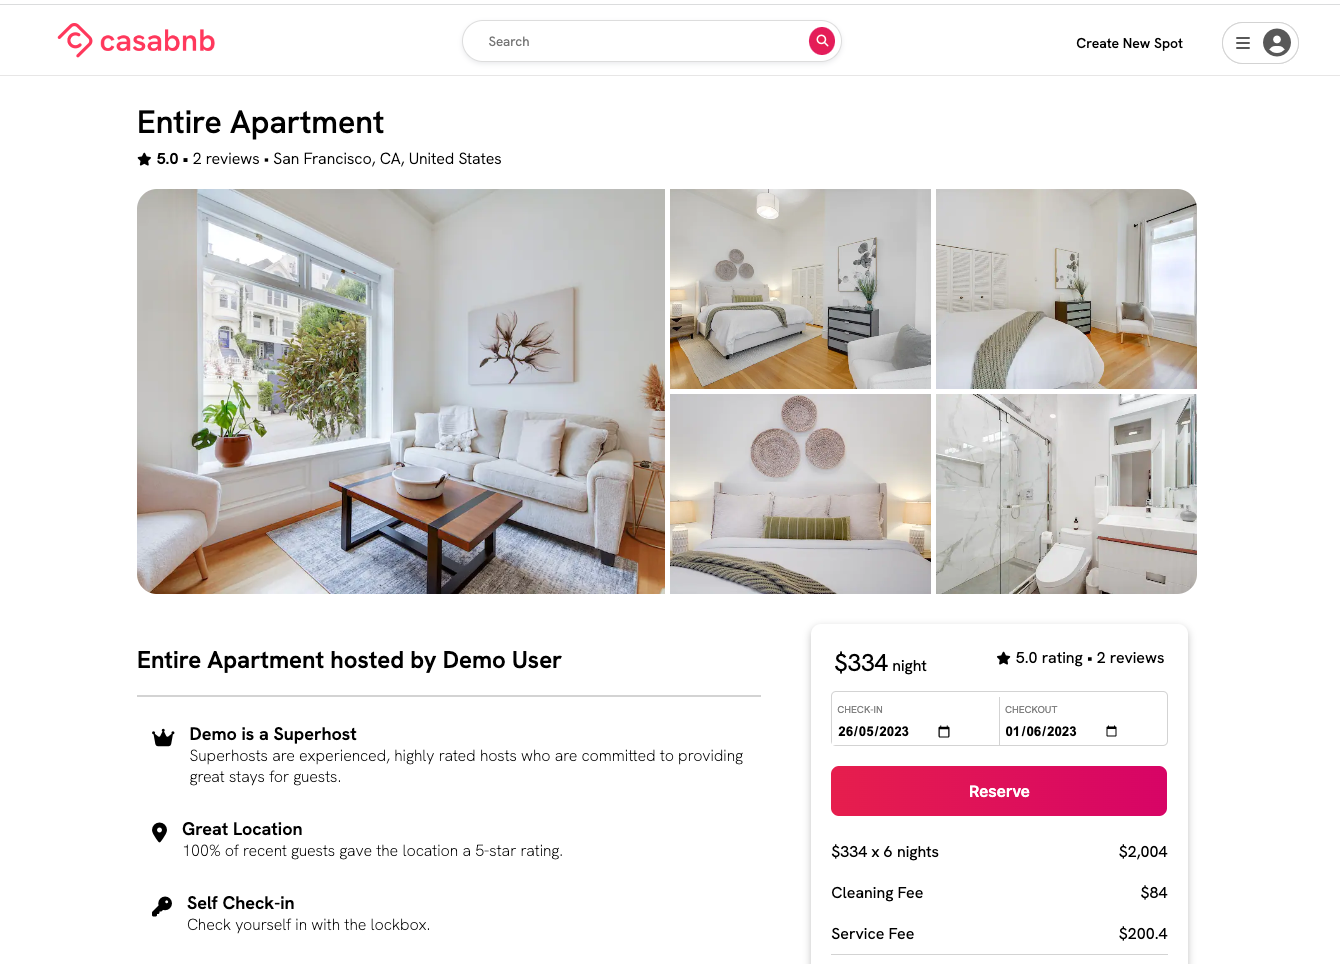 casabnb
Search
Create New Spot
Entire Apartment
★ 5.0 • 2 reviews • San Francisco, CA, United States
Entire Apartment hosted by Demo User
Demo is a Superhost
Superhosts are experienced, highly rated hosts who are committed to providing
great stays for guests.
Great Location
100% of recent guests gave the location a 5-star rating.
Self Check-in
Check yourself in with the lockbox.
$334 night
★ 5.0 rating • 2 reviews
CHECK-IN
26/05/2023
CHECKOUT
01/06/2023
Reserve
$334 x 6 nights $2,004
Cleaning Fee $84
Service Fee $200.4